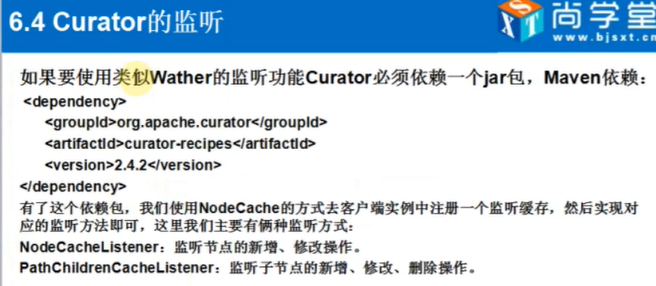 6.4 Curator的监听
尚学堂
www.bjsxt.cn
如果要使用类似Wather的监听功能Curator必须依赖一个jar包，Maven依赖：
<dependency>
<groupId>org.apache.curator</groupId>
<artifactId>curator-recipes</artifactId>
<version>2.4.2</version>
</dependency>
有了这个依赖包，我们使用NodeCache的方式去客户端实例中注册一个监听缓存，然后实现对
应的监听方法即可，这里我们主要有俩种监听方式：
NodeCacheListener：监听节点的新增、修改操作。
PathChildrenCacheListener：监听子节点的新增、修改、删除操作。